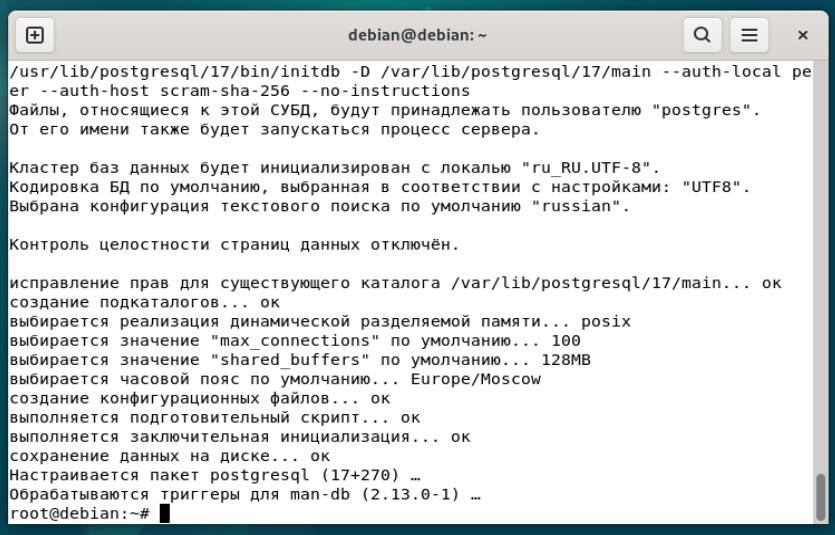 debian@debian: ~
/usr/lib/postgresql/17/bin/initdb -D /var/lib/postgresql/17/main --auth-local pe
er --auth-host scram-sha-256 --no-instructions
Файлы, относящиеся к этой СУБД, будут принадлежать пользователю "postgres".
От его имени также будет запускаться процесс сервера.
Кластер баз данных будет инициализирован с локалью "ru_RU.UTF-8".
Кодировка БД по умолчанию, выбранная в соответствии с настройками: "UTF8".
Выбрана конфигурация текстового поиска по умолчанию "russian".
Контроль целостности страниц данных отключён.
исправление прав для существующего каталога /var/lib/postgresql/17/main... ок
создание подкаталогов... ок
выбирается реализация динамической разделяемой памяти... posix
выбирается значение "max_connections" по умолчанию... 100
выбирается значение "shared_buffers" по умолчанию... 128MB
выбирается часовой пояс по умолчанию... Europe/Moscow
создание конфигурационных файлов... ок
выполняется подготовительный скрипт... ок
выполняется заключительная инициализация... ок
сохранение данных на диске... ок
Настраивается пакет postgresql (17+270) …
Обрабатываются триггеры для man-db (2.13.0-1) …
root@debian:~#